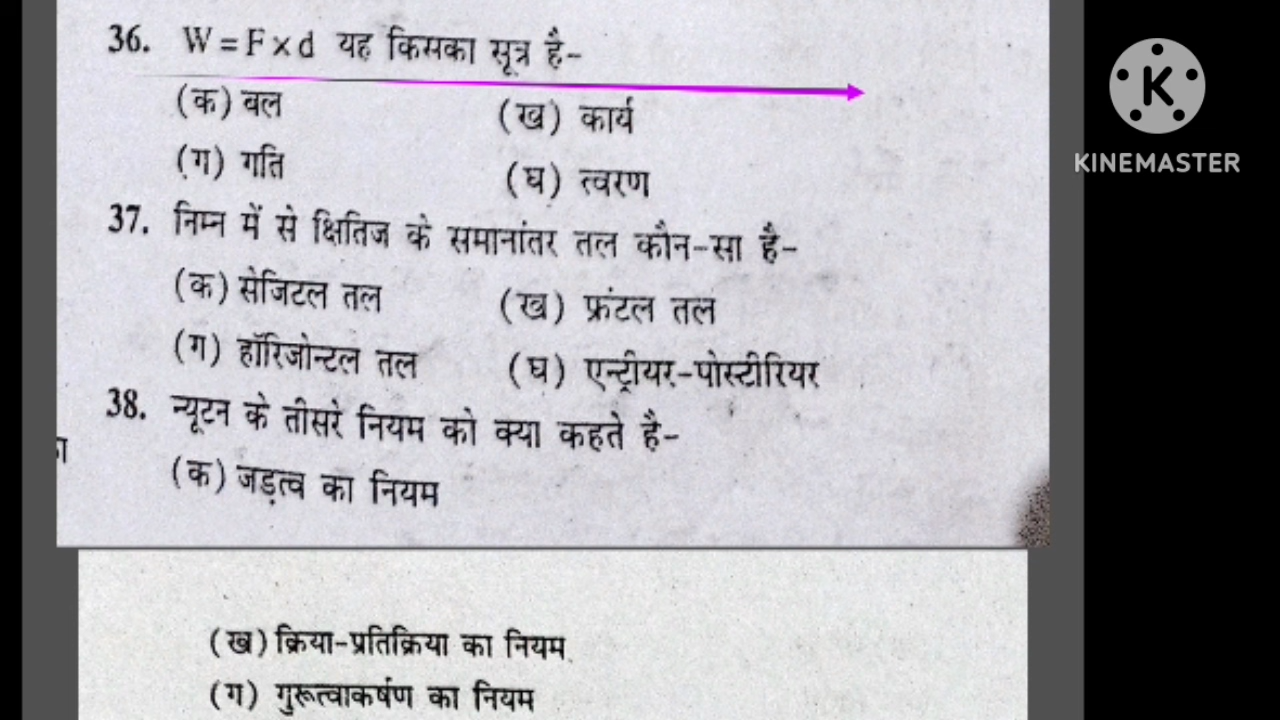 36. W = F × d यह किसका सूत्र है-
(क) बल (ख) कार्य
(ग) गति (घ) त्वरण
37. निम्न में से क्षितिज के समानांतर तल कौन-सा है-
(क) सेजिटल तल (ख) फ्रंटल तल
(ग) हॉरिजोन्टल तल (घ) एन्ट्रीयर-पोस्टीरियर
38. न्यूटन के तीसरे नियम को क्या कहते है-
(क) जड़त्व का नियम
(ख) क्रिया-प्रतिक्रिया का नियम
(ग) गुरूत्वाकर्षण का नियम
K
KINEMASTER